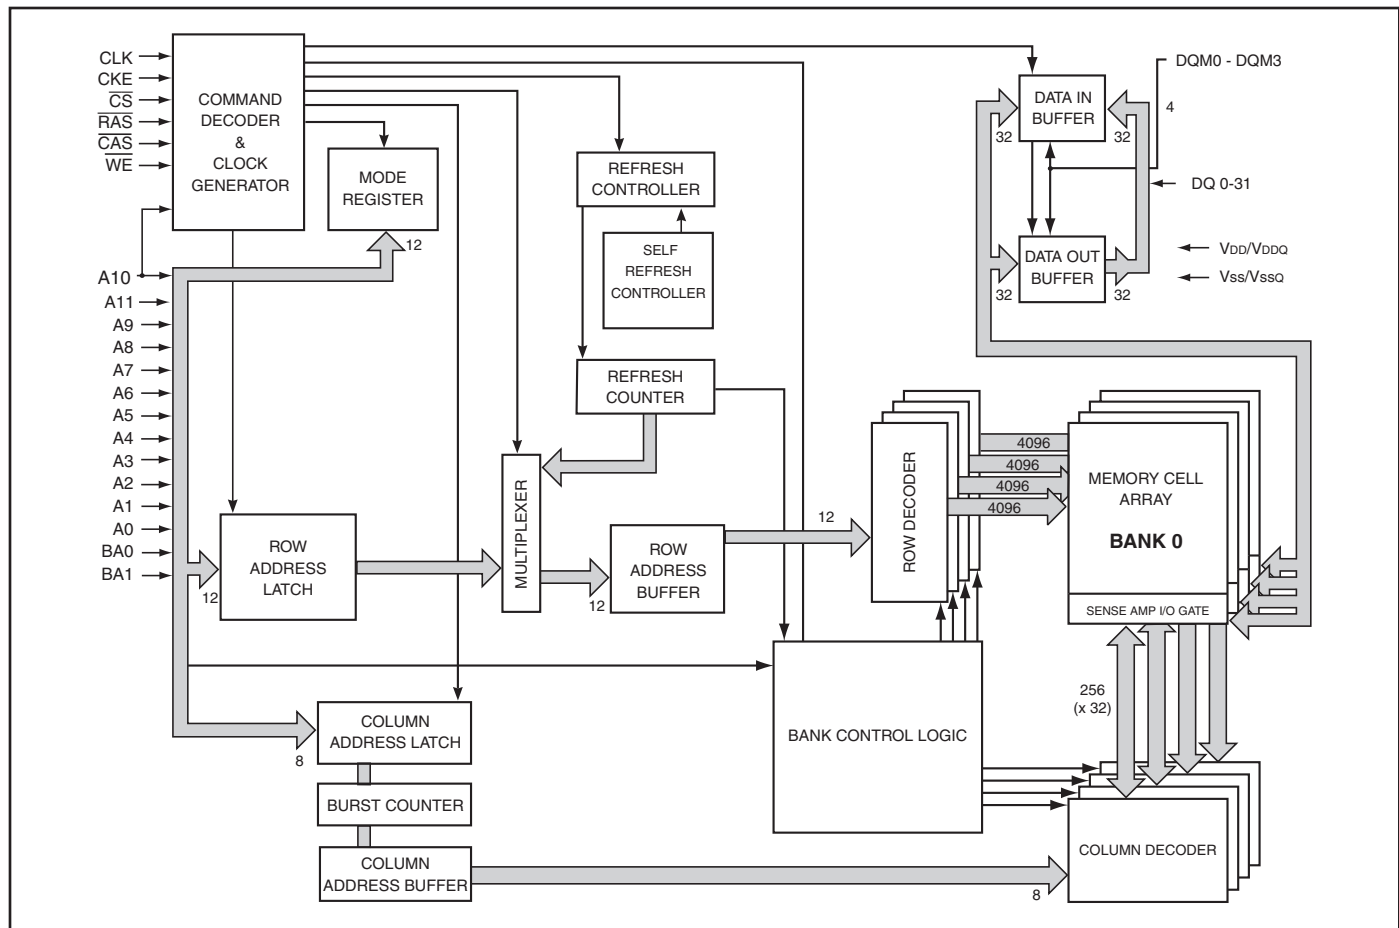 CLK
CKE
CS
RAS
CAS
WE
A10
A11
A9
A8
A7
A6
A5
A4
A3
A2
A1
A0
BA0
BA1
COMMAND
DECODER
&
CLOCK
GENERATOR
MODE
REGISTER
12
REFRESH
CONTROLLER
SELF
REFRESH
CONTROLLER
REFRESH
COUNTER
DATA IN
BUFFER
32
32
DQM0 - DQM3
4
DQ 0-31
DATA OUT
BUFFER
32
32
VDD/VDDQ
Vss/VssQ
ROW
ADDRESS
LATCH
12
MULTIPLEXER
12
ROW
ADDRESS
BUFFER
12
ROW DECODER
4096
4096
4096
4096
MEMORY CELL
ARRAY
BANK 0
SENSE AMP I/O GATE
256
(x 32)
BANK CONTROL LOGIC
COLUMN
ADDRESS LATCH
8
BURST COUNTER
COLUMN
ADDRESS BUFFER
8
COLUMN DECODER